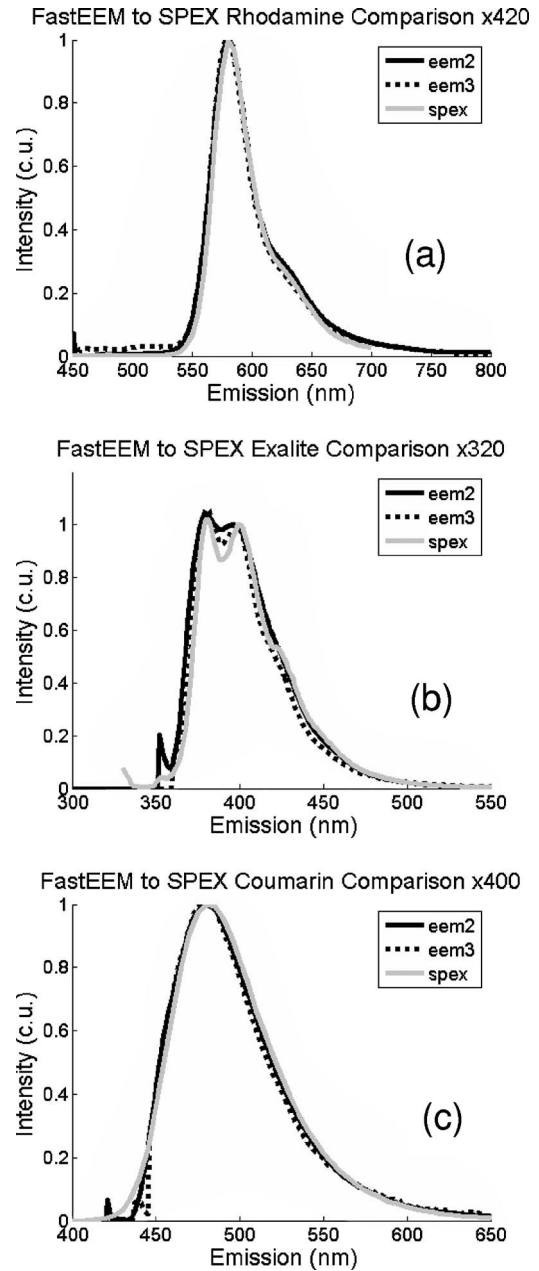 FastEEM to SPEX Rhodamine Comparison x420
eem2
eem3
spex
(a)
Intensity (c.u.)
1
0.8
0.6
0.4
0.2
0
450 500 550 600 650 700 750 800
Emission (nm)
FastEEM to SPEX Exalite Comparison x320
eem2
eem3
spex
(b)
Intensity (c.u.)
1
0.8
0.6
0.4
0.2
0
300 350 400 450 500 550
Emission (nm)
FastEEM to SPEX Coumarin Comparison x400
eem2
eem3
spex
(c)
Intensity (c.u.)
1
0.8
0.6
0.4
0.2
0
400 450 500 550 600 650
Emission (nm)